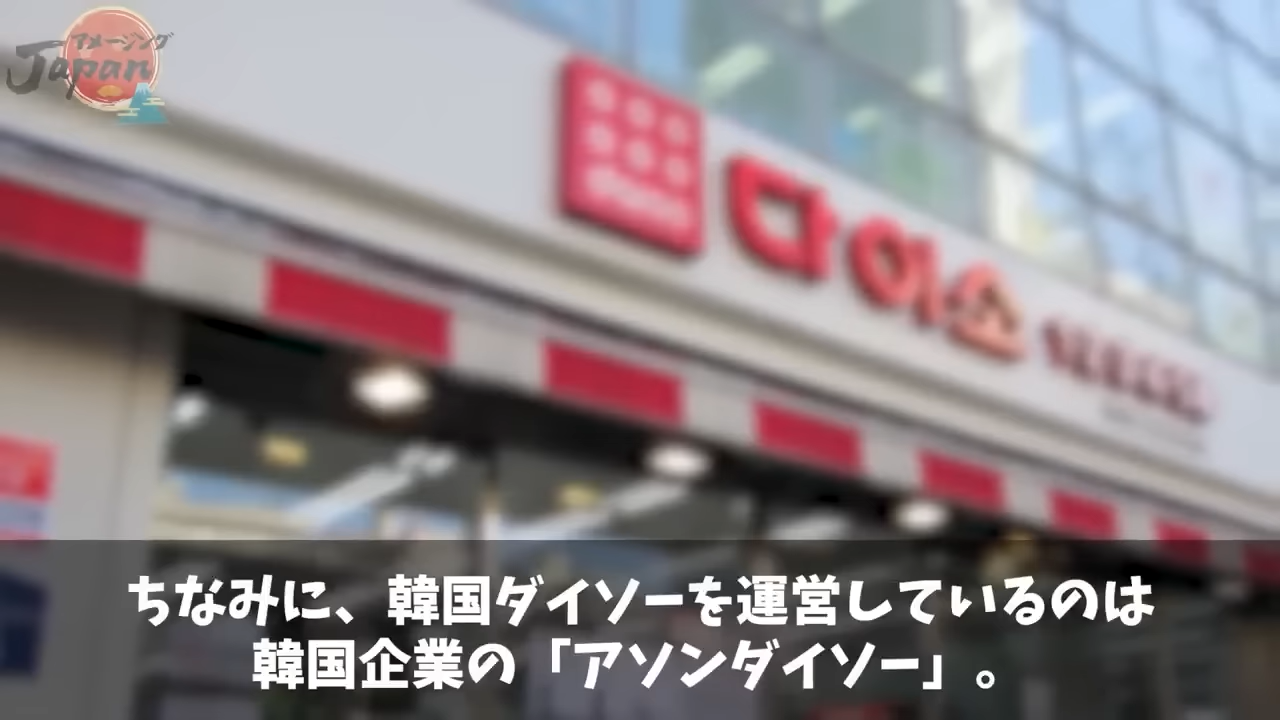 アメージング
Japan
다이소
ちなみに、韓国ダイソーを運営しているのは
韓国企業の「アソンダイソー」。